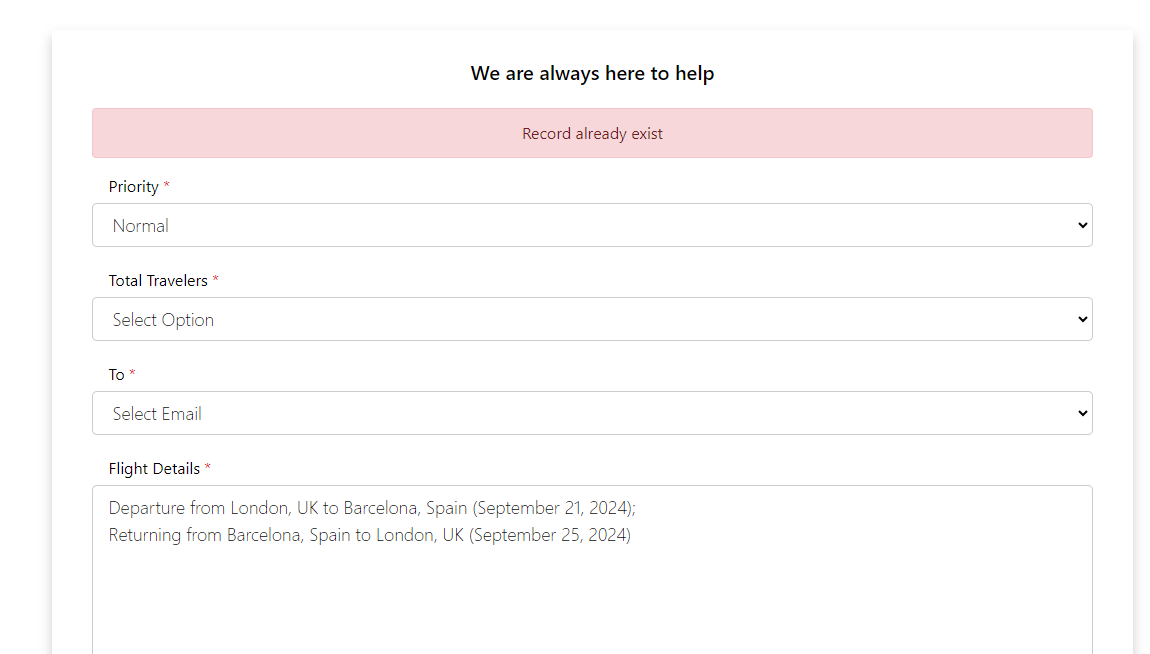 We are always here to help
Record already exist
Priority *
Normal
Total Travelers *
Select Option
To *
Select Email
Flight Details *
Departure from London, UK to Barcelona, Spain (September 21, 2024);
Returning from Barcelona, Spain to London, UK (September 25, 2024)